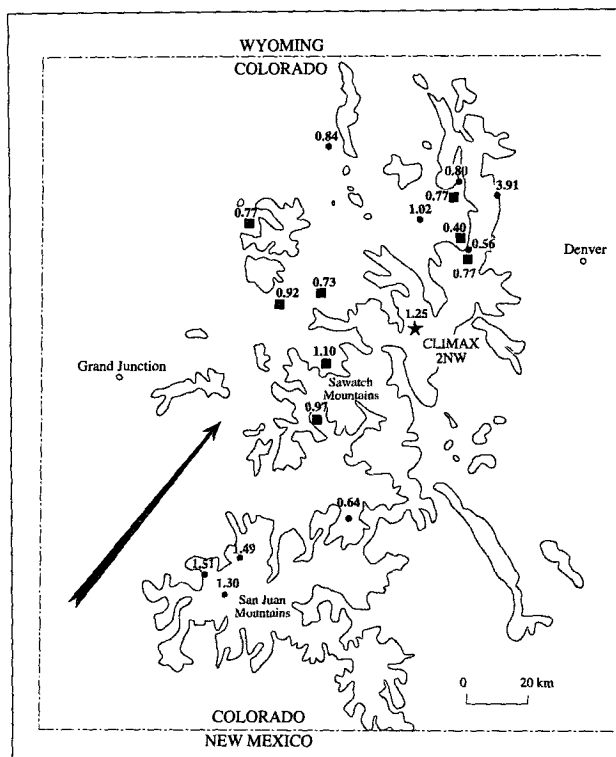 WYOMING
COLORADO
0.84
0.80
0.77
3.91
1.02
0.77
0.40
0.56
0.77
Denver
0.73
0.92
1.25
CLIMAX
2NW
1.10
Grand Junction
Sawatch
Mountains
0.97
0.64
1.49
1.51
1.30
San Juan
Mountains
0 20 km
COLORADO
NEW MEXICO